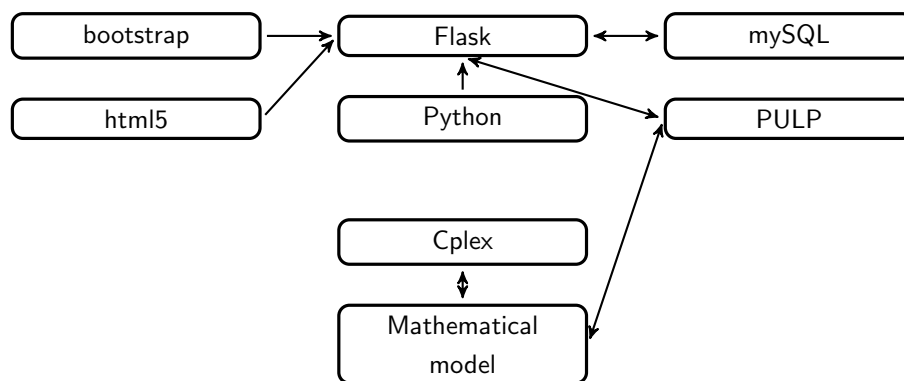 bootstrap
Flask
mySQL
html5
Python
PULP
Cplex
Mathematical
model